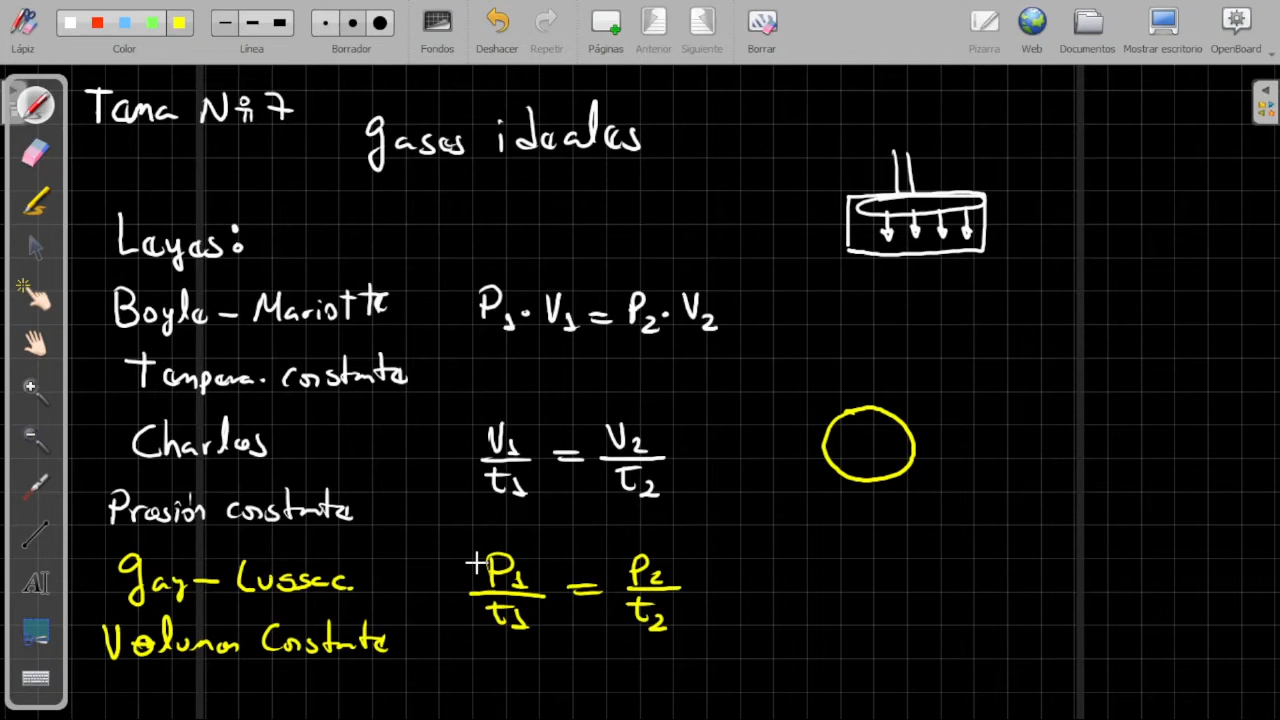 Lápiz Color Línea Borrador Fondos Deshacer Repetir Páginas Anterior Siguiente Borrar Pizarra Web Documentos Mostrar escritorio OpenBoard
Tema Nº 7
gases ideales
Leyes:
Boyle – Mariotte P1 · V1 = P2 · V2
Tempera. constante
Charles V1/t1 = V2/T2
Presión constante
Gay – Lussac. P1/t1 = P2/t2
Volumen Constante